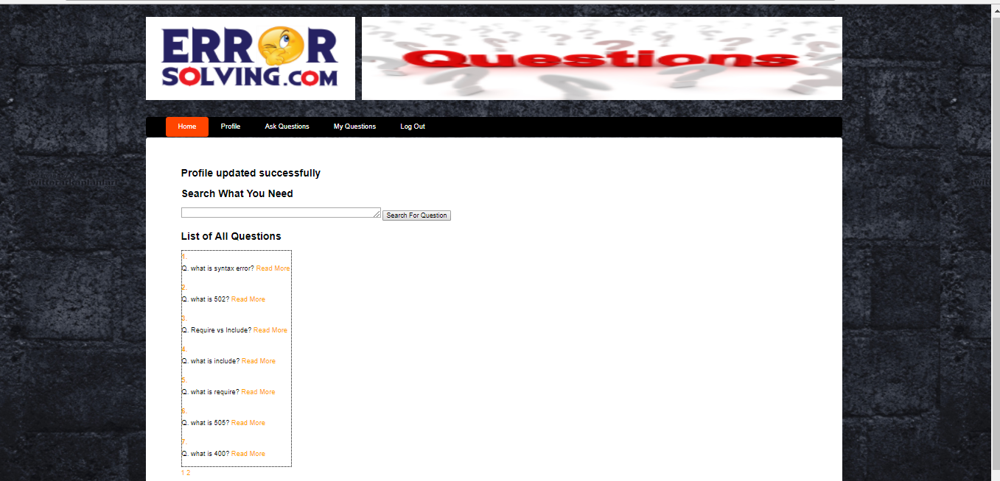 ERROR
SOLVING.COM
Questions
Home Profile Ask Questions My Questions Log Out
Profile updated successfully
Search What You Need
Search For Question
List of All Questions
1.
Q. what is syntax error? Read More
2.
Q. what is 502? Read More
3.
Q. Require vs Include? Read More
4.
Q. what is include? Read More
5.
Q. what is require? Read More
6.
Q. what is 505? Read More
7.
Q. what is 400? Read More
1 2